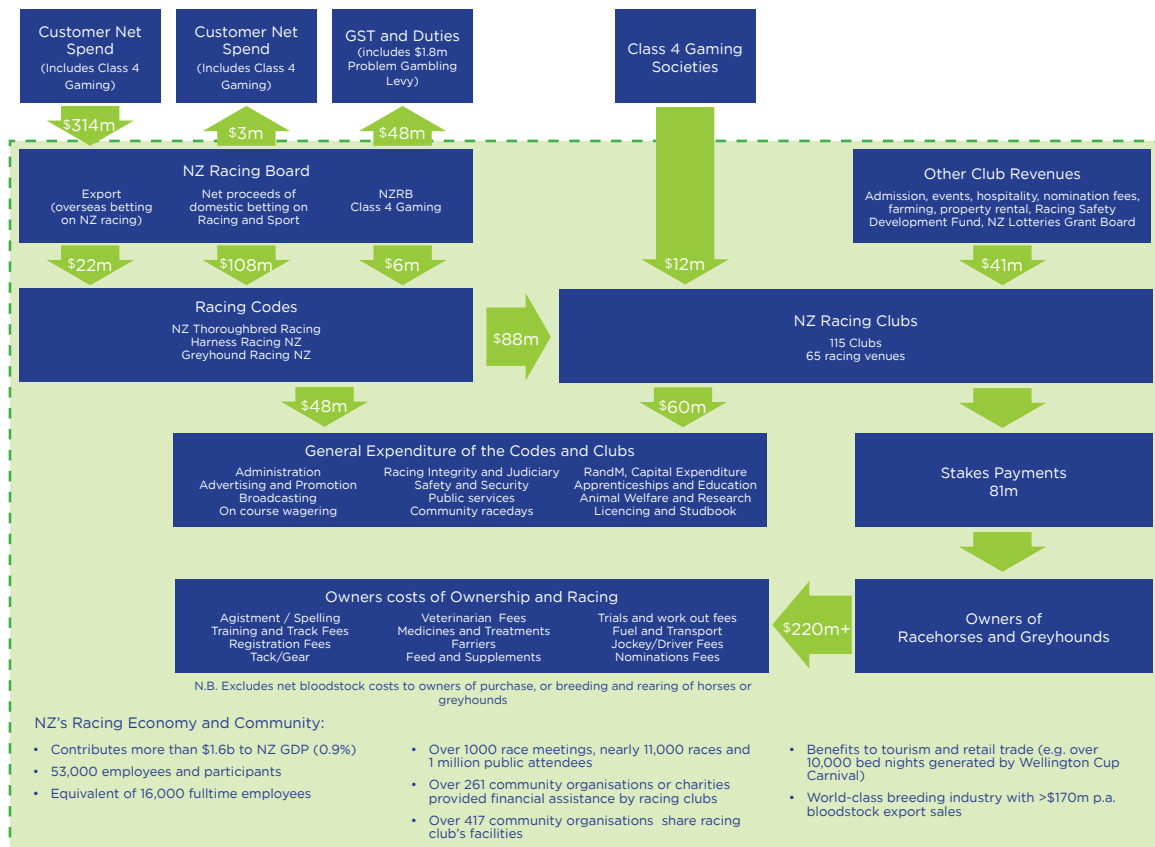 Customer Net
Spend
(Includes Class 4
Gaming)
Customer Net
Spend
(Includes Class 4
Gaming)
GST and Duties
(includes $1.8m
Problem Gambling
Levy)
Class 4 Gaming
Societies
$314m
$3m
$48m
NZ Racing Board
Export
(overseas betting
on NZ racing)
Net proceeds of
domestic betting on
Racing and Sport
NZRB
Class 4 Gaming
Other Club Revenues
Admission, events, hospitality, nomination fees,
farming, property rental, Racing Safety
Development Fund, NZ Lotteries Grant Board
$22m
$108m
$6m
$12m
$41m
Racing Codes
NZ Thoroughbred Racing
Harness Racing NZ
Greyhound Racing NZ
$88m
NZ Racing Clubs
115 Clubs
65 racing venues
$48m
$60m
General Expenditure of the Codes and Clubs
Administration
Advertising and Promotion
Broadcasting
On course wagering
Racing Integrity and Judiciary
Safety and Security
Public services
Community racedays
RandM, Capital Expenditure
Apprenticeships and Education
Animal Welfare and Research
Licencing and Studbook
Stakes Payments
81m
Owners costs of Ownership and Racing
Agistment / Spelling
Training and Track Fees
Registration Fees
Tack/Gear
Veterinarian Fees
Medicines and Treatments
Farriers
Feed and Supplements
Trials and work out fees
Fuel and Transport
Jockey/Driver Fees
Nominations Fees
$220m+
Owners of
Racehorses and Greyhounds
N.B. Excludes net bloodstock costs to owners of purchase, or breeding and rearing of horses or
greyhounds
NZ's Racing Economy and Community:
• Contributes more than $1.6b to NZ GDP (0.9%)
• 53,000 employees and participants
• Equivalent of 16,000 fulltime employees
• Over 1000 race meetings, nearly 11,000 races and
1 million public attendees
• Over 261 community organisations or charities
provided financial assistance by racing clubs
• Over 417 community organisations share racing
club's facilities
• Benefits to tourism and retail trade (e.g. over
10,000 bed nights generated by Wellington Cup
Carnival)
• World-class breeding industry with >$170m p.a.
bloodstock export sales